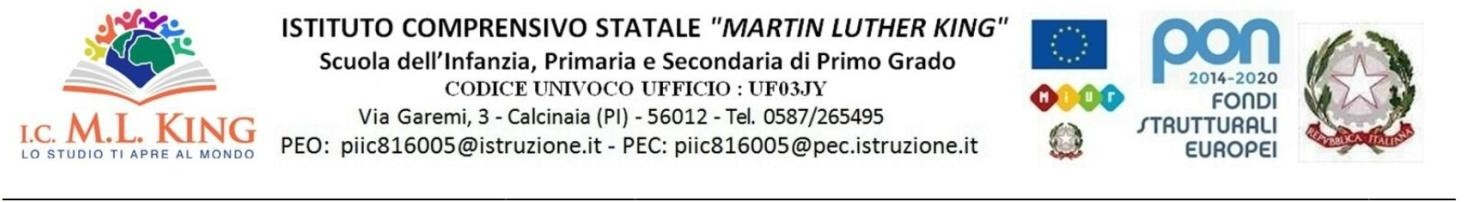 ISTITUTO COMPRENSIVO STATALE "MARTIN LUTHER KING"
Scuola dell'Infanzia, Primaria e Secondaria di Primo Grado
CODICE UNIVOCO UFFICIO : UF03JY
Via Garemi, 3 - Calcinaia (PI) - 56012 - Tel. 0587/265495
PEO: piic816005@istruzione.it - PEC: piic816005@pec.istruzione.it
I.C. M.L. KING
LO STUDIO TI APRE AL MONDO
MIUR
pon
2014-2020
FONDI
STRUTTURALI
EUROPEI
REPVBBLICA ITALIANA